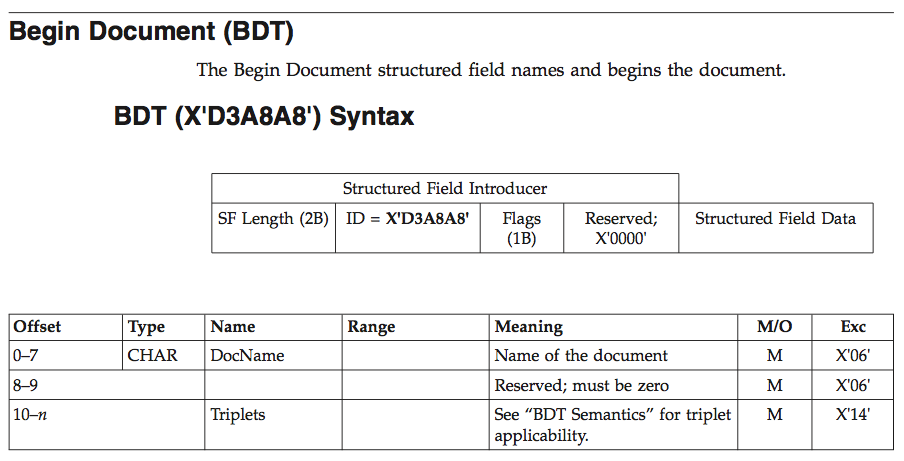 Begin Document (BDT)
The Begin Document structured field names and begins the document.
BDT (X'D3A8A8') Syntax
Structured Field Introducer
SF Length (2B) ID = X'D3A8A8' Flags (1B) Reserved; X'0000' Structured Field Data
Offset Type Name Range Meaning M/O Exc
0–7 CHAR DocName Name of the document M X'06'
8–9 Reserved; must be zero M X'06'
10–n Triplets See “BDT Semantics” for triplet M X'14'
applicability.